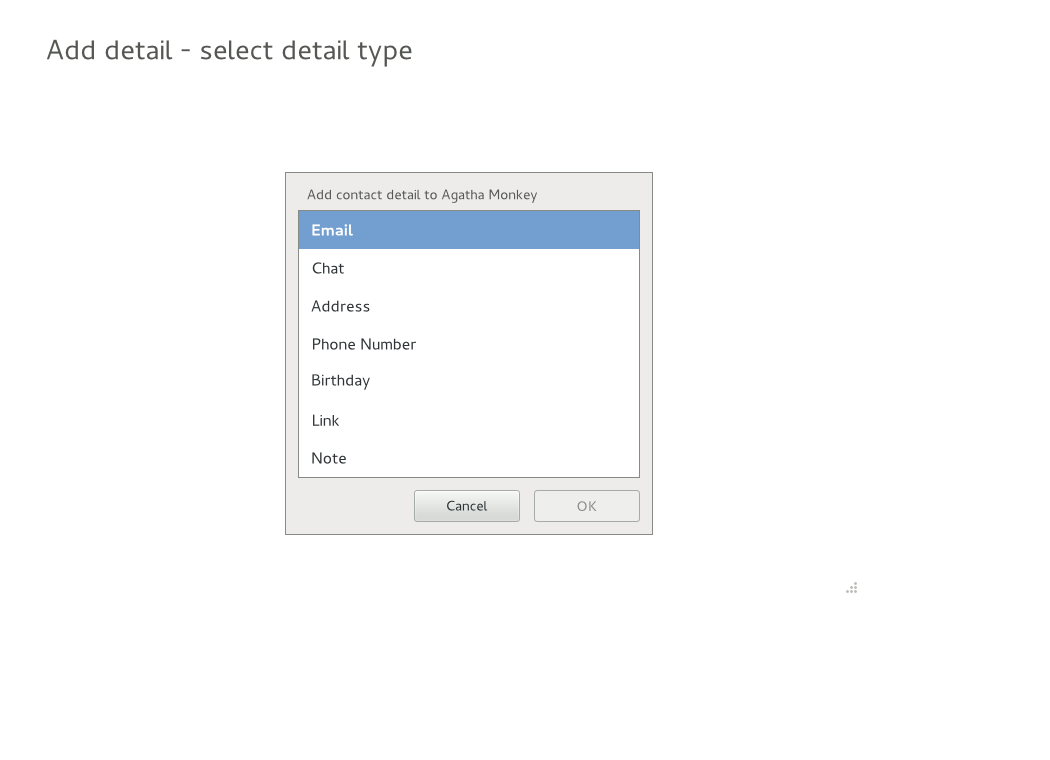 Add detail - select detail type
Add contact detail to Agatha Monkey
Email
Chat
Address
Phone Number
Birthday
Link
Note
Cancel OK